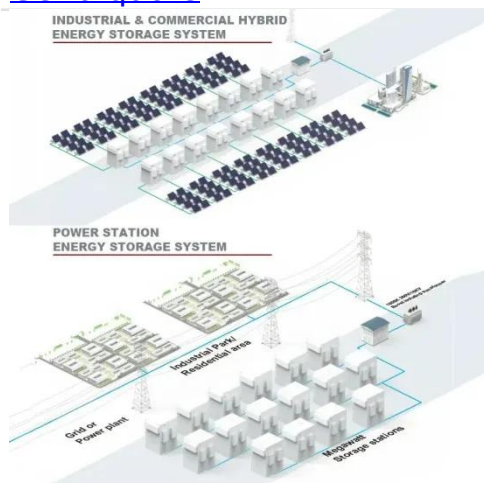 INDUSTRIAL & COMMERCIAL HYBRID
ENERGY STORAGE SYSTEM
POWER STATION
ENERGY STORAGE SYSTEM
Industrial Park/
Residential area
Grid or
Power plant
Megawatt
Storage stations